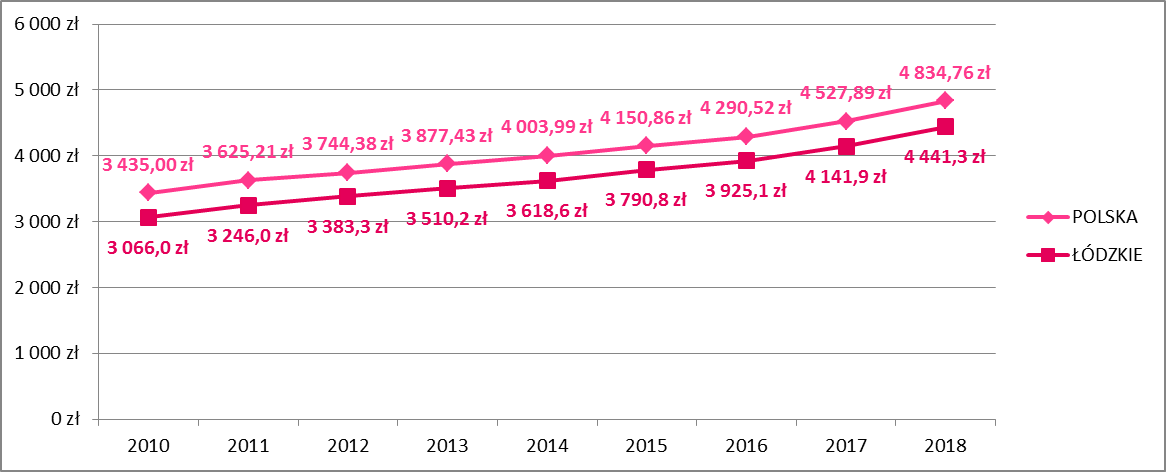 6 000 zł
5 000 zł
4 000 zł
3 000 zł
2 000 zł
1 000 zł
0 zł
3 435,00 zł
3 625,21 zł
3 744,38 zł
3 877,43 zł
4 003,99 zł
4 150,86 zł
4 290,52 zł
4 527,89 zł
4 834,76 zł
3 066,0 zł
3 246,0 zł
3 383,3 zł
3 510,2 zł
3 618,6 zł
3 790,8 zł
3 925,1 zł
4 141,9 zł
4 441,3 zł
2010 2011 2012 2013 2014 2015 2016 2017 2018
POLSKA
ŁÓDZKIE